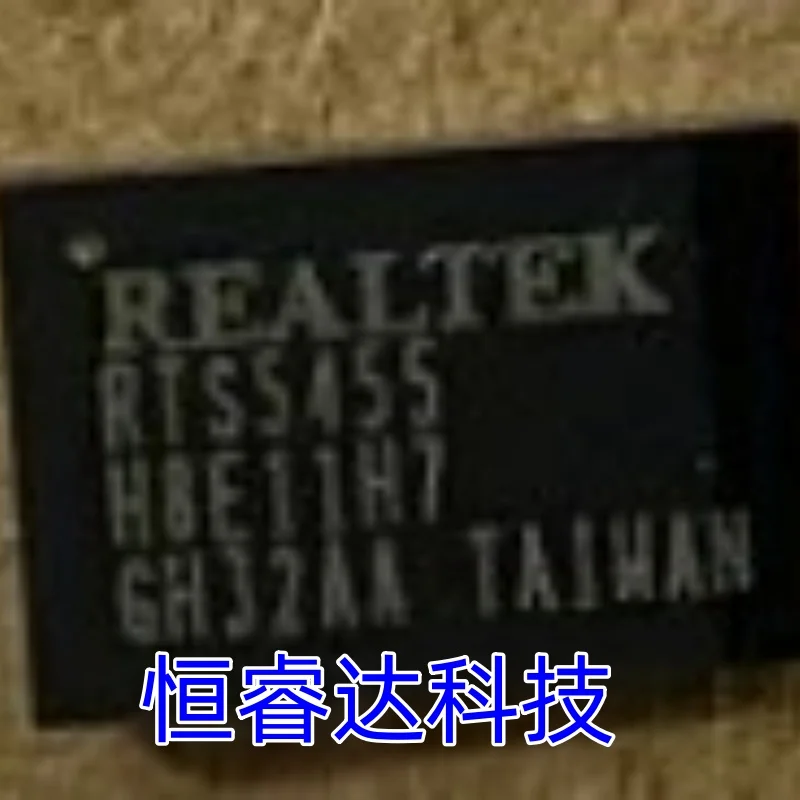 REALTEK
RTS5455
H8E11H7
GH32AA TAIWAN
恒睿达科技